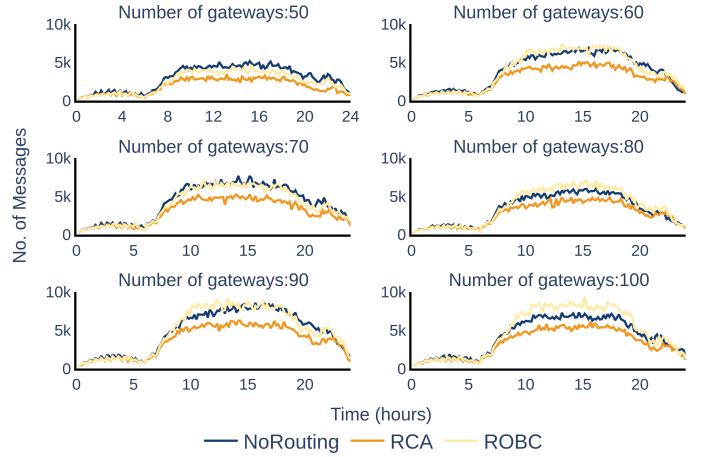 Number of gateways:50
Number of gateways:60
10k
5k
0
0 4 8 12 16 20 24
10k
5k
0
0 5 10 15 20
Number of gateways:70
Number of gateways:80
10k
5k
0
0 5 10 15 20
10k
5k
0
0 5 10 15 20
Number of gateways:90
Number of gateways:100
10k
5k
0
0 5 10 15 20
10k
5k
0
0 5 10 15 20
No. of Messages
Time (hours)
NoRouting RCA ROBC